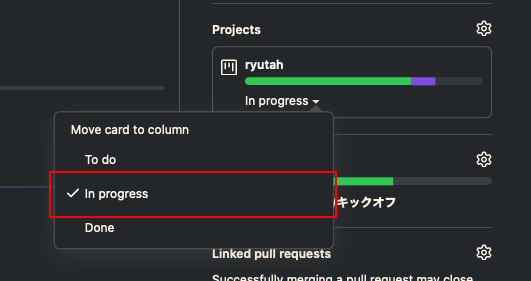 Projects
ryutah
In progress
Move card to column
To do
In progress
Done
キックオフ
Linked pull requests
Successfully merging a pull request may close